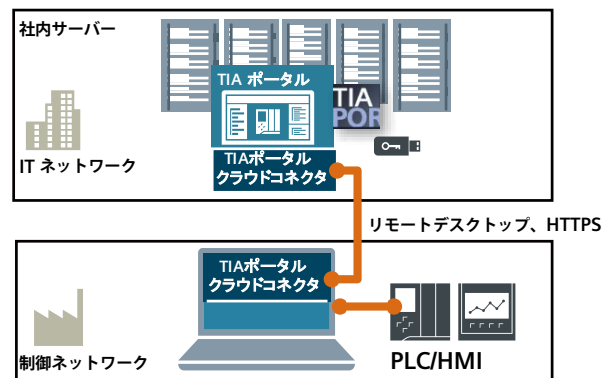 社内サーバー
TIA ポータル
TIA
POR
TIAポータル
クラウドコネクタ
IT ネットワーク
リモートデスクトップ、HTTPS
TIAポータル
クラウドコネクタ
制御ネットワーク
PLC/HMI